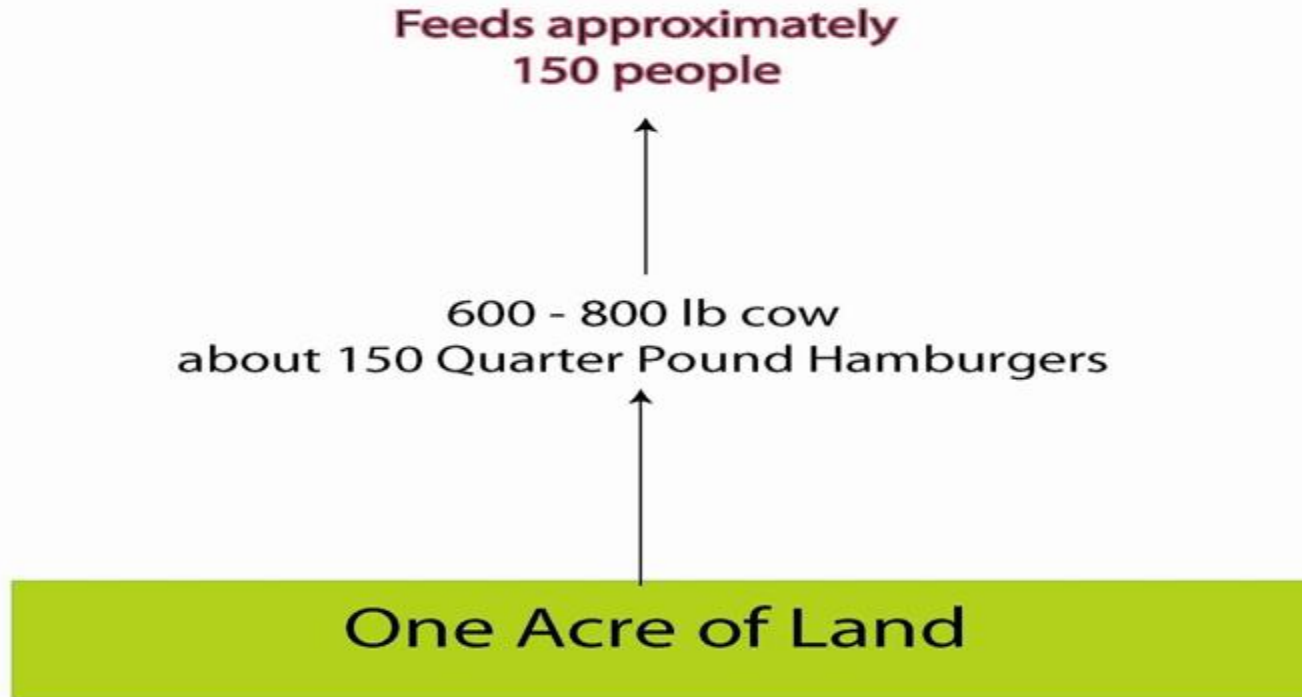 Feeds approximately
150 people
600 - 800 lb cow
about 150 Quarter Pound Hamburgers
One Acre of Land